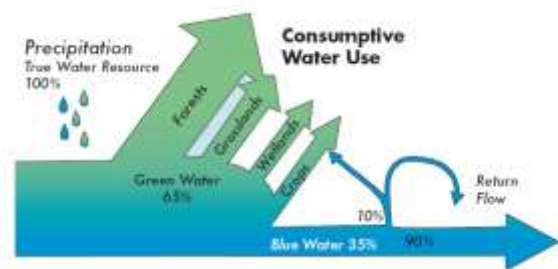 Precipitation
True Water Resource
100%
Consumptive
Water Use
Forests
Grasslands
Wetlands
Crops
Green Water
65%
Return
Flow
10%
Blue Water 35%
90%